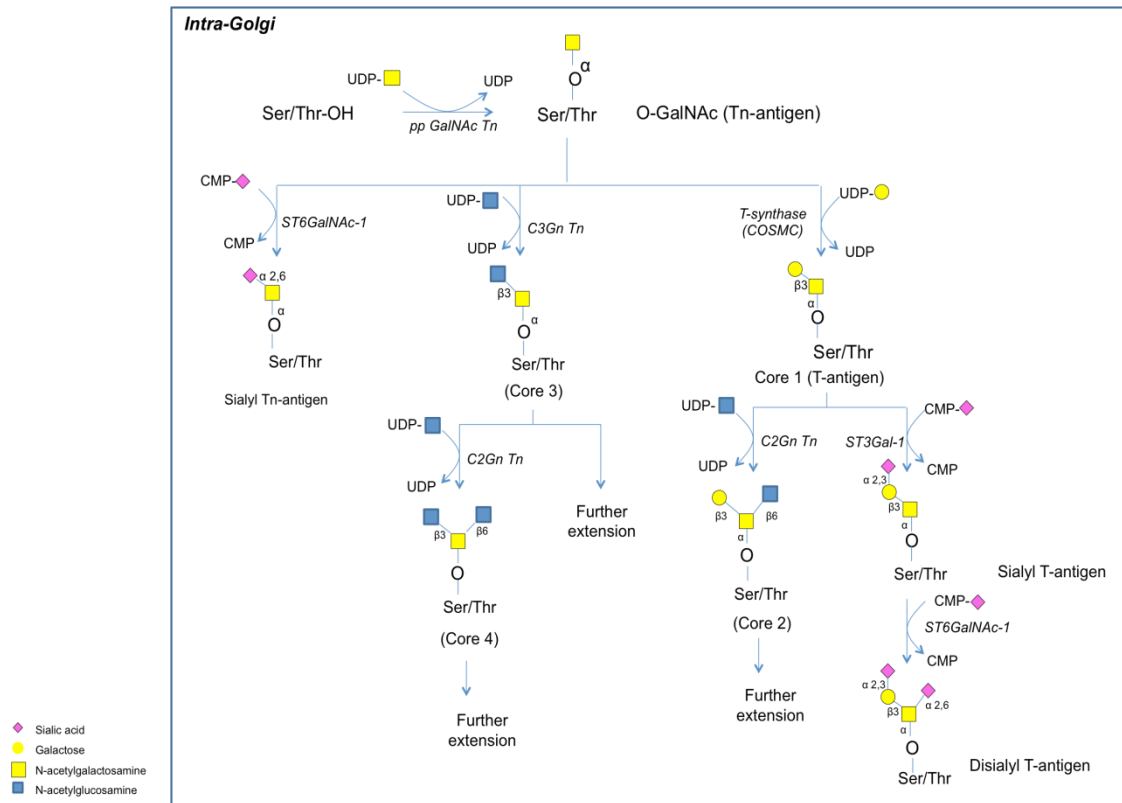 Intra-Golgi
UDP-
UDP
α
O
Ser/Thr-OH
pp GalNAc Tn
Ser/Thr
O-GalNAc (Tn-antigen)
CMP-
ST6GalNAc-1
CMP
UDP-
C3Gn Tn
UDP
UDP-
T-synthase
(COSMC)
UDP
α 2,6
α
O
Ser/Thr
Sialyl Tn-antigen
β3
α
O
Ser/Thr
(Core 3)
β3
α
O
Ser/Thr
Core 1 (T-antigen)
UDP-
C2Gn Tn
UDP
UDP-
C2Gn Tn
UDP
CMP-
ST3Gal-1
CMP
β3
β6
O
Ser/Thr
(Core 4)
Further
extension
Further
extension
β3
β6
α
O
Ser/Thr
(Core 2)
Further
extension
α 2,3
β3
α
O
Ser/Thr
Sialyl T-antigen
CMP-
ST6GalNAc-1
CMP
α 2,3
β3
α 2,6
α
O
Ser/Thr
Disialyl T-antigen
Sialic acid
Galactose
N-acetylgalactosamine
N-acetylglucosamine